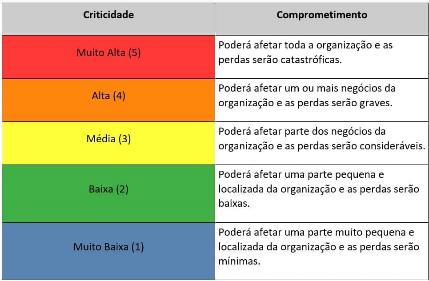 Criticidade Comprometimento
Muito Alta (5)
Poderá afetar toda a organização e as
perdas serão catastróficas.
Alta (4)
Poderá afetar um ou mais negócios da
organização e as perdas serão graves.
Média (3)
Poderá afetar parte dos negócios da
organização e as perdas serão consideráveis.
Baixa (2)
Poderá afetar uma parte pequena e
localizada da organização e as perdas serão
baixas.
Muito Baixa (1)
Poderá afetar uma parte muito pequena e
localizada da organização e as perdas serão
mínimas.